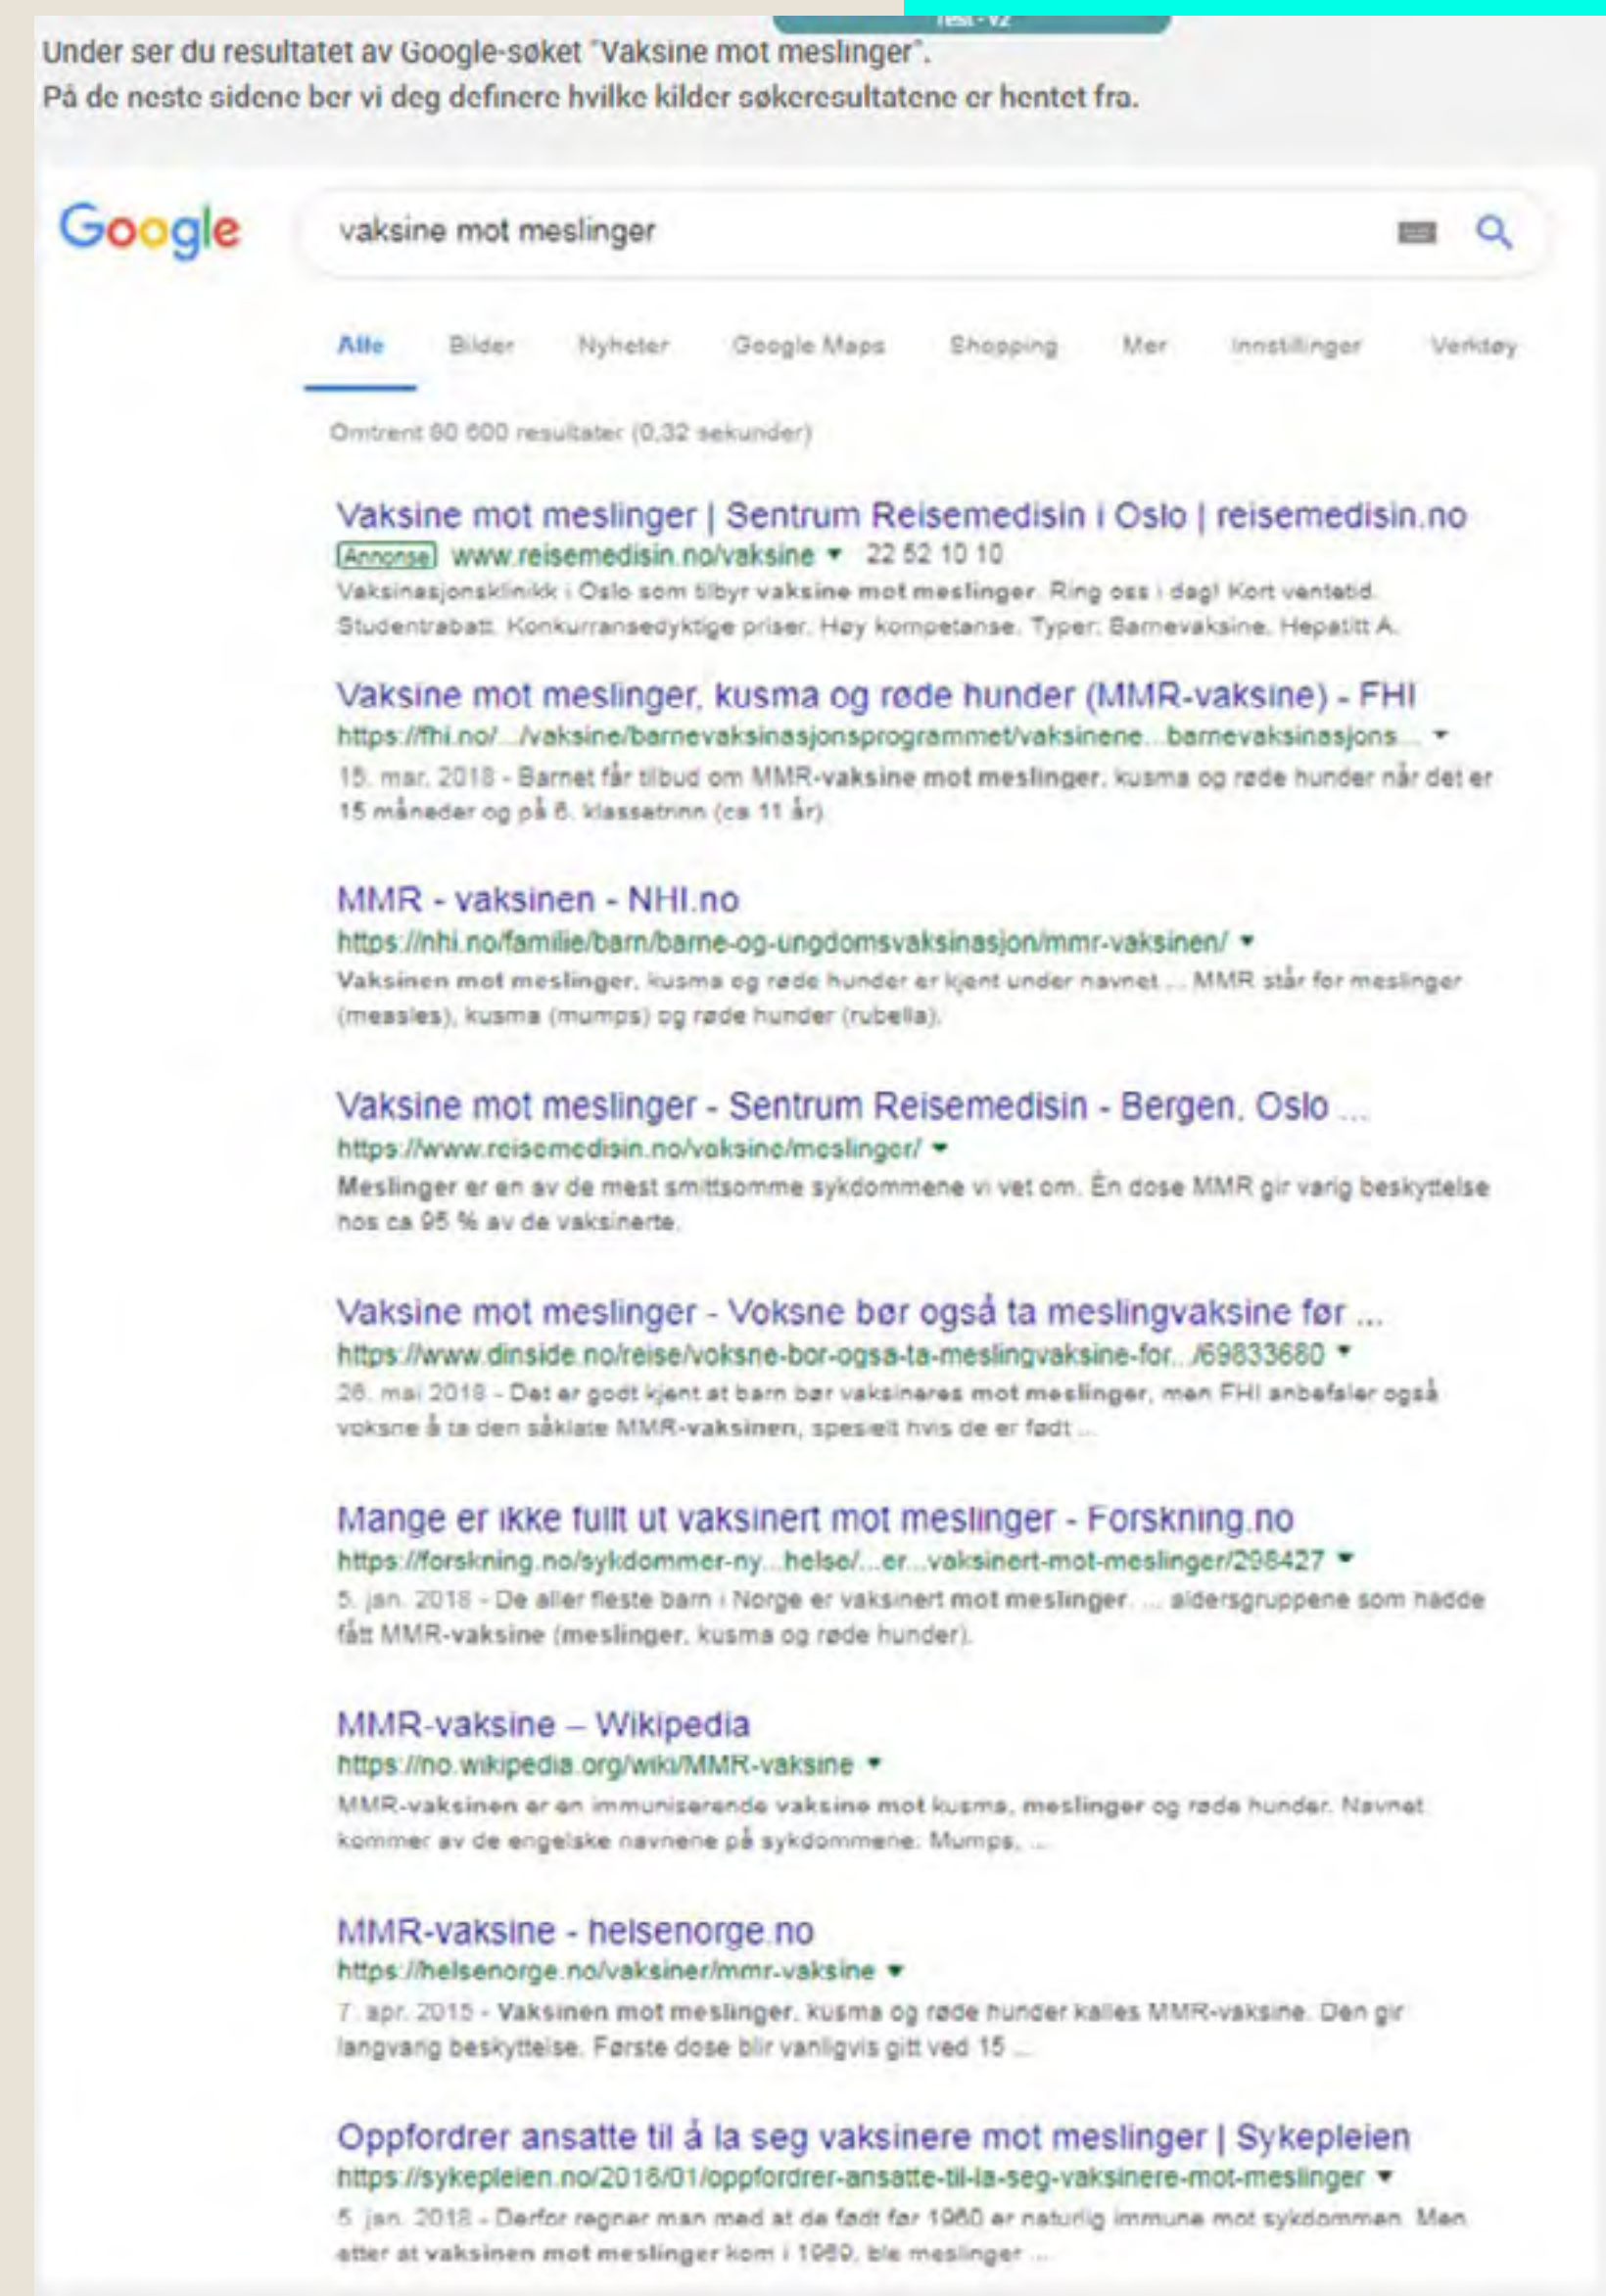 Test - V2
Under ser du resultatet av Google-søket "Vaksine mot meslinger".
På de neste sidene ber vi deg definere hvilke kilder søkeresultatene er hentet fra.
Google
vaksine mot meslinger
Alle Bilder Nyheter Google Maps Shopping Mer Innstillinger Verktøy
Omtrent 600 resultater (0,32 sekunder)
Vaksine mot meslinger | Sentrum Reisemedisin i Oslo | reisemedisin.no
Annonse www.reisemedisin.no/vaksine 22 52 10 10
Vaksinasjonsklinikk i Oslo som tilbyr vaksine mot meslinger. Ring oss i dag! Kort ventetid.
Studentrabatt. Konkurransedyktige priser. Høy kompetanse. Typer: Barnevaksine, Hepatitt A.
Vaksine mot meslinger, kusma og røde hunder (MMR-vaksine) - FHI
https://fhi.no/.../vaksine/barnevaksinasjonsprogrammet/vaksinene...barnevaksinasjons...
15. mar. 2018 - Barnet får tilbud om MMR-vaksine mot meslinger, kusma og røde hunder når det er
15 måneder og på 6. klassetrinn (ca 11 år).
MMR - vaksinen - NHI.no
https://nhi.no/familie/barn/barne-og-ungdomsvaksinasjon/mmr-vaksinen/
Vaksinen mot meslinger, kusma og røde hunder er kjent under navnet ... MMR står for meslinger
(measles), kusma (mumps) og røde hunder (rubella).
Vaksine mot meslinger - Sentrum Reisemedisin - Bergen, Oslo ...
https://www.reisemedisin.no/vaksine/meslinger/
Meslinger er en av de mest smittsomme sykdommene vi vet om. Én dose MMR gir varig beskyttelse
hos ca 95 % av de vaksinerte.
Vaksine mot meslinger - Voksne bør også ta meslingvaksine før ...
https://www.dinside.no/reise/voksne-bor-ogsa-ta-meslingvaksine-for.../69833680
26. mai 2018 - Det er godt kjent at barn bør vaksineres mot meslinger, men FHI anbefaler også
voksne å ta den såklate MMR-vaksinen, spesielt hvis de er født ...
Mange er ikke fullt ut vaksinert mot meslinger - Forskning.no
https://forskning.no/sykdommer-ny...helse/...er...vaksinert-mot-meslinger/298427
5. jan. 2018 - De aller fleste barn i Norge er vaksinert mot meslinger. ... aldersgruppene som hadde
fått MMR-vaksine (meslinger, kusma og røde hunder).
MMR-vaksine – Wikipedia
https://no.wikipedia.org/wiki/MMR-vaksine
MMR-vaksinen er en immuniserende vaksine mot kusma, meslinger og røde hunder. Navnet
kommer av de engelske navnene på sykdommene: Mumps, ...
MMR-vaksine - helsenorge.no
https://helsenorge.no/vaksiner/mmr-vaksine
7. apr. 2015 - Vaksinen mot meslinger, kusma og røde hunder kalles MMR-vaksine. Den gir
langvarig beskyttelse. Første dose blir vanligvis gitt ved 15 ...
Oppfordrer ansatte til å la seg vaksinere mot meslinger | Sykepleien
https://sykepleien.no/2018/01/oppfordrer-ansatte-til-la-seg-vaksinere-mot-meslinger
5. jan. 2018 - Derfor regner man med at de født før 1960 er naturlig immune mot sykdommen. Men
etter at vaksinen mot meslinger kom i 1969, ble meslinger ...